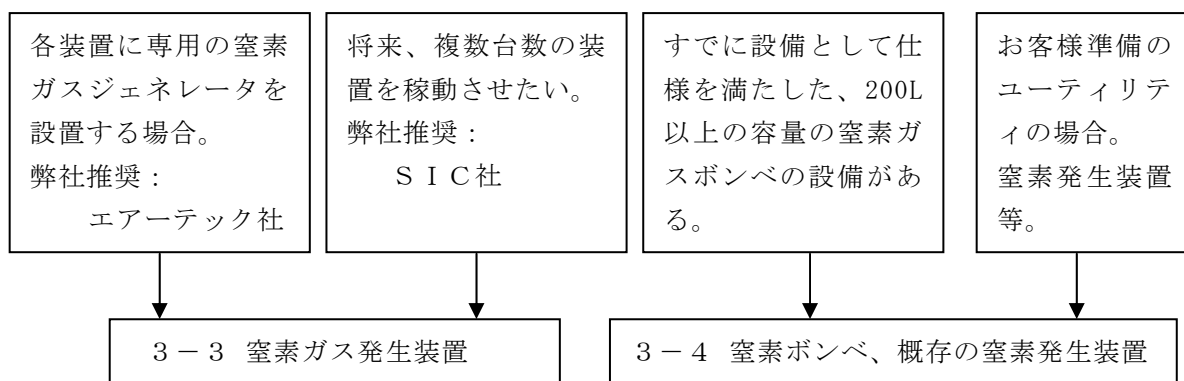 各装置に専用の窒素
ガスジェネレータを
設置する場合。
弊社推奨：
エアーテック社
将来、複数台数の装
置を稼動させたい。
弊社推奨：
ＳＩＣ社
すでに設備として仕
様を満たした、200L
以上の容量の窒素ガ
スボンベの設備があ
る。
お客様準備の
ユーティリテ
ィの場合。
窒素発生装置
等。
３－３ 窒素ガス発生装置
３－４ 窒素ボンベ、概存の窒素発生装置